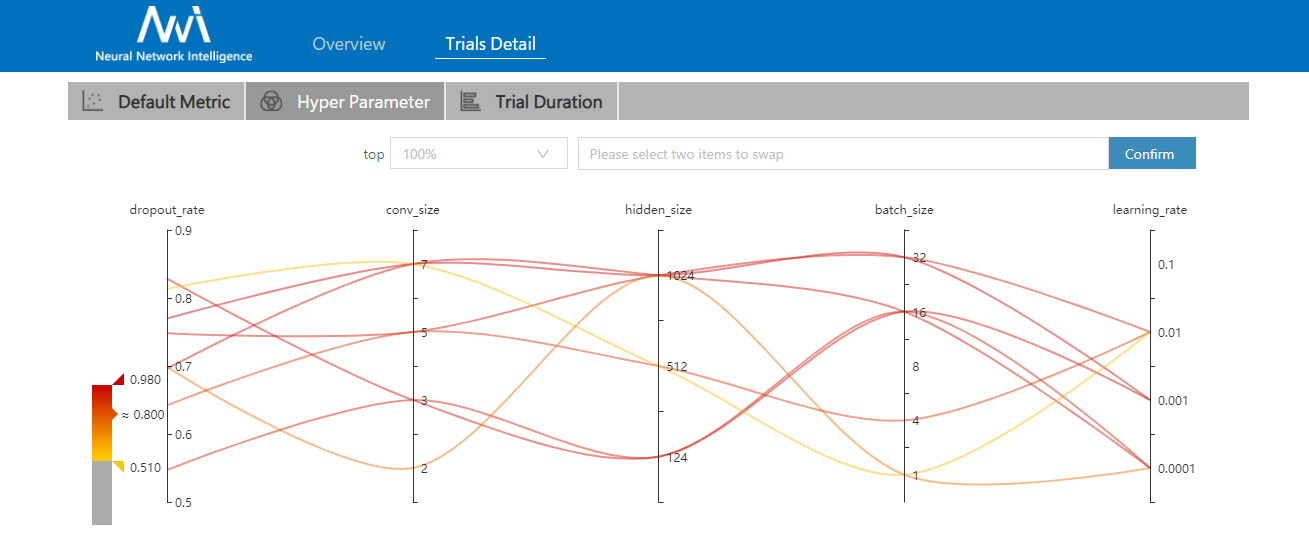 NNI
Neural Network Intelligence
Overview
Trials Detail
Default Metric
Hyper Parameter
Trial Duration
top
100%
Please select two items to swap
Confirm
dropout_rate
conv_size
hidden_size
batch_size
learning_rate
0.9
0.8
0.7
0.6
0.5
7
5
3
2
1024
512
124
32
16
8
4
1
0.1
0.01
0.001
0.0001
0.980
≈ 0.800
0.510